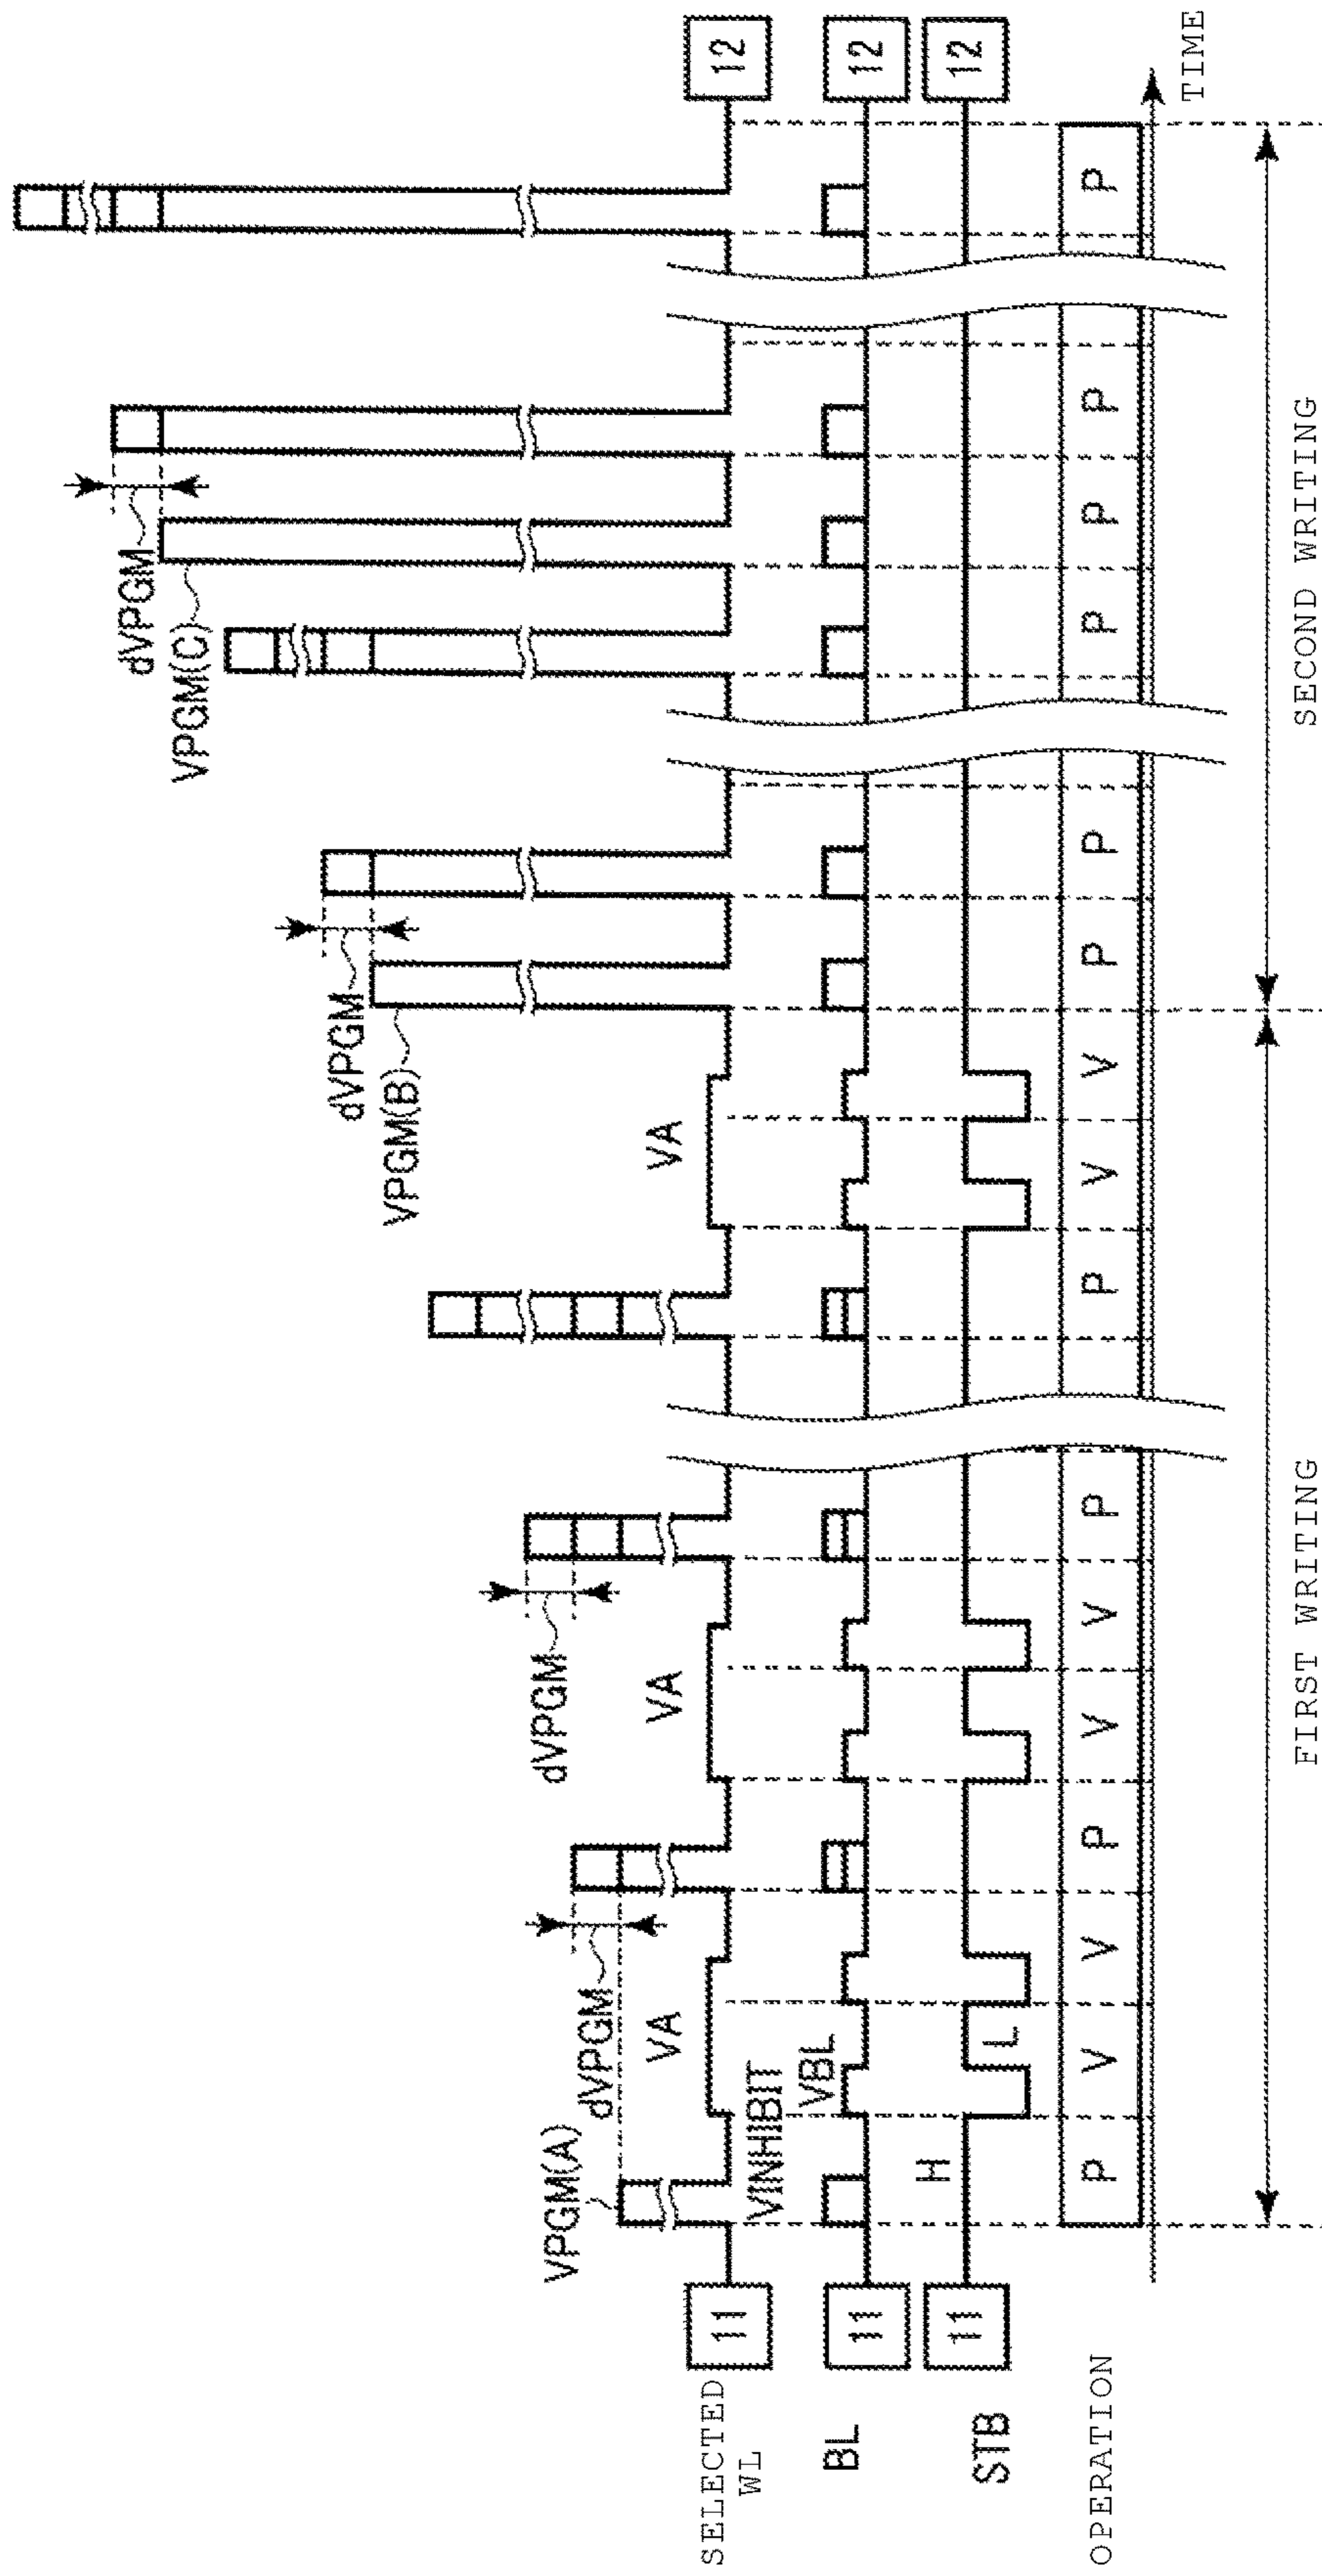 dVPGM
VPGM(C)
dVPGM
VPGM(B)
dVPGM
VPGM(A)
dVPGM
VA VA VA
SELECTED
WL
11 12
VINHIBIT
VBL
BL 11 12
H
STB 11 12
L
OPERATION P V V P V V P P V V P P P P P P
TIME
FIRST WRITING SECOND WRITING